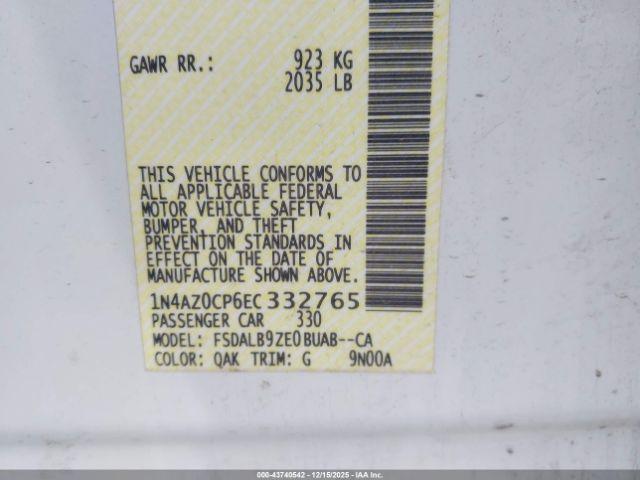 GAWR RR.: 923 KG
2035 LB
THIS VEHICLE CONFORMS TO
ALL APPLICABLE FEDERAL
MOTOR VEHICLE SAFETY,
BUMPER, AND THEFT
PREVENTION STANDARDS IN
EFFECT ON THE DATE OF
MANUFACTURE SHOWN ABOVE.
1N4AZ0CP6EC332765
PASSENGER CAR 330
MODEL: FSDALB9ZE0BUAB--CA
COLOR: QAK TRIM: G 9N00A
000-43740542 | 12/15/2025 | IAA Inc.